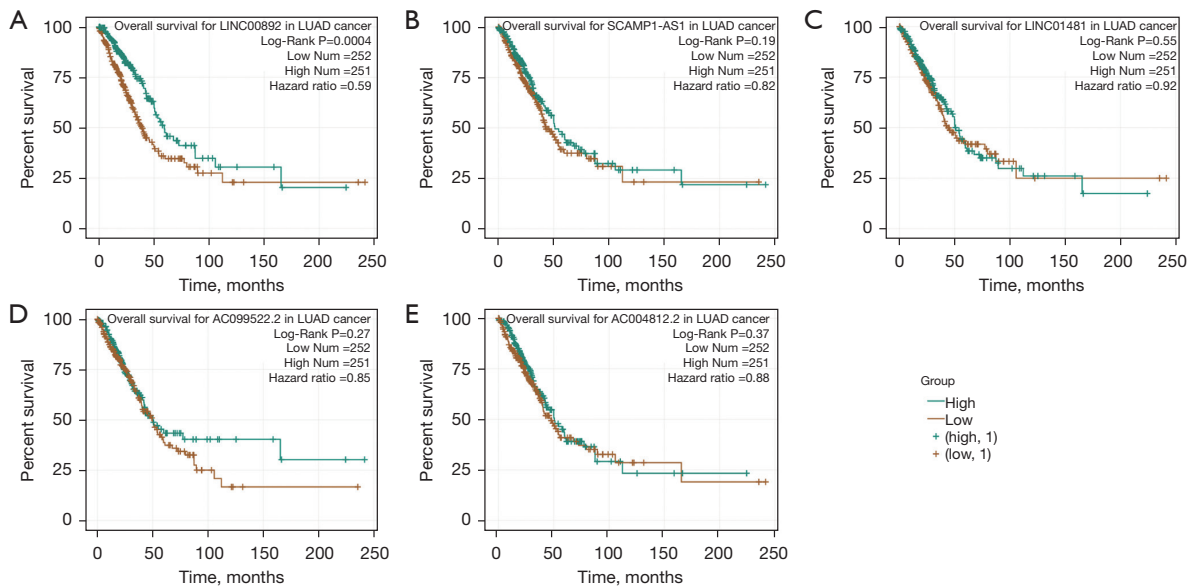 A
Overall survival for LINC00892 in LUAD cancer
Log-Rank P=0.0004
Low Num =252
High Num =251
Hazard ratio =0.59
Percent survival
100
75
50
25
0
0 50 100 150 200 250
Time, months
B
Overall survival for SCAMP1-AS1 in LUAD cancer
Log-Rank P=0.19
Low Num =252
High Num =251
Hazard ratio =0.82
Percent survival
100
75
50
25
0
0 50 100 150 200 250
Time, months
C
Overall survival for LINC01481 in LUAD cancer
Log-Rank P=0.55
Low Num =252
High Num =251
Hazard ratio =0.92
Percent survival
100
75
50
25
0
0 50 100 150 200 250
Time, months
D
Overall survival for AC099522.2 in LUAD cancer
Log-Rank P=0.27
Low Num =252
High Num =251
Hazard ratio =0.85
Percent survival
100
75
50
25
0
0 50 100 150 200 250
Time, months
E
Overall survival for AC004812.2 in LUAD cancer
Log-Rank P=0.37
Low Num =252
High Num =251
Hazard ratio =0.88
Percent survival
100
75
50
25
0
0 50 100 150 200 250
Time, months
Group
High
Low
(high, 1)
(low, 1)